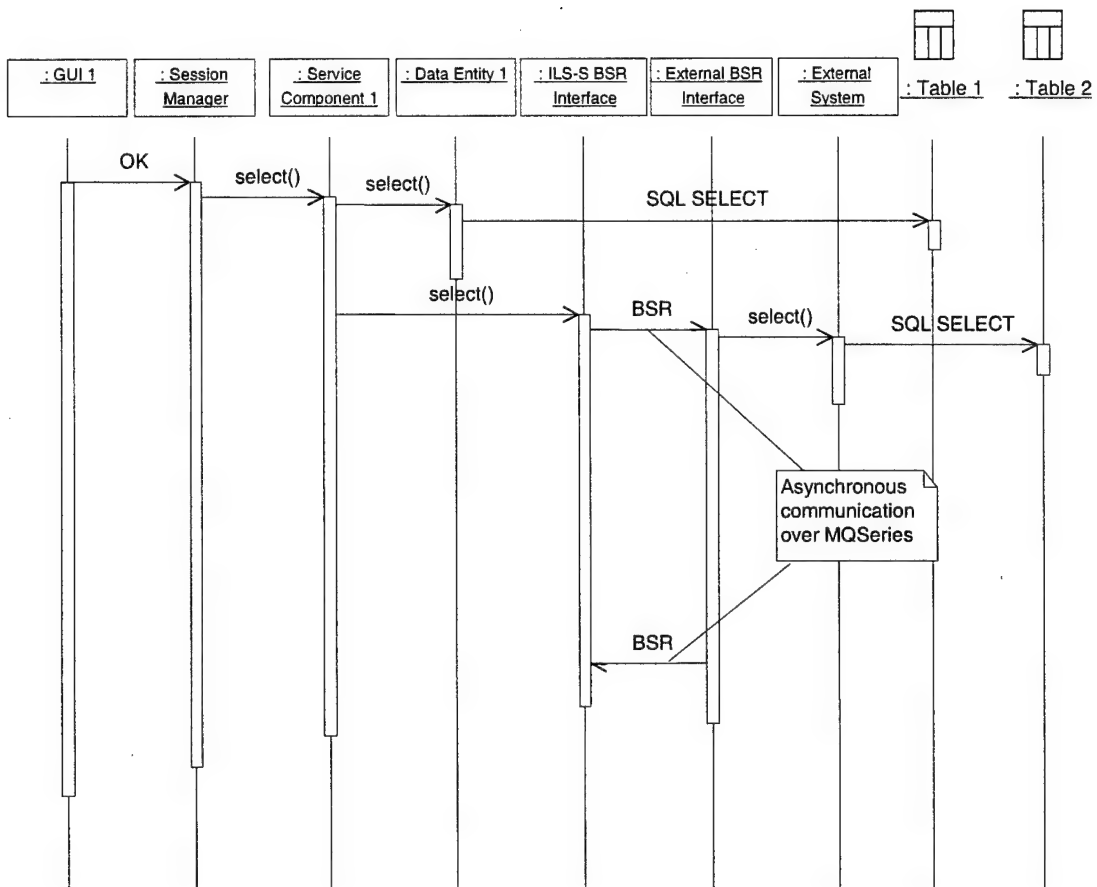 : GUI 1
: Session
Manager
: Service
Component 1
: Data Entity 1
: ILS-S BSR
Interface
: External BSR
Interface
: External
System
: Table 1
: Table 2
OK
select()
select()
SQL SELECT
select()
BSR
select()
SQL SELECT
Asynchronous
communication
over MQSeries
BSR